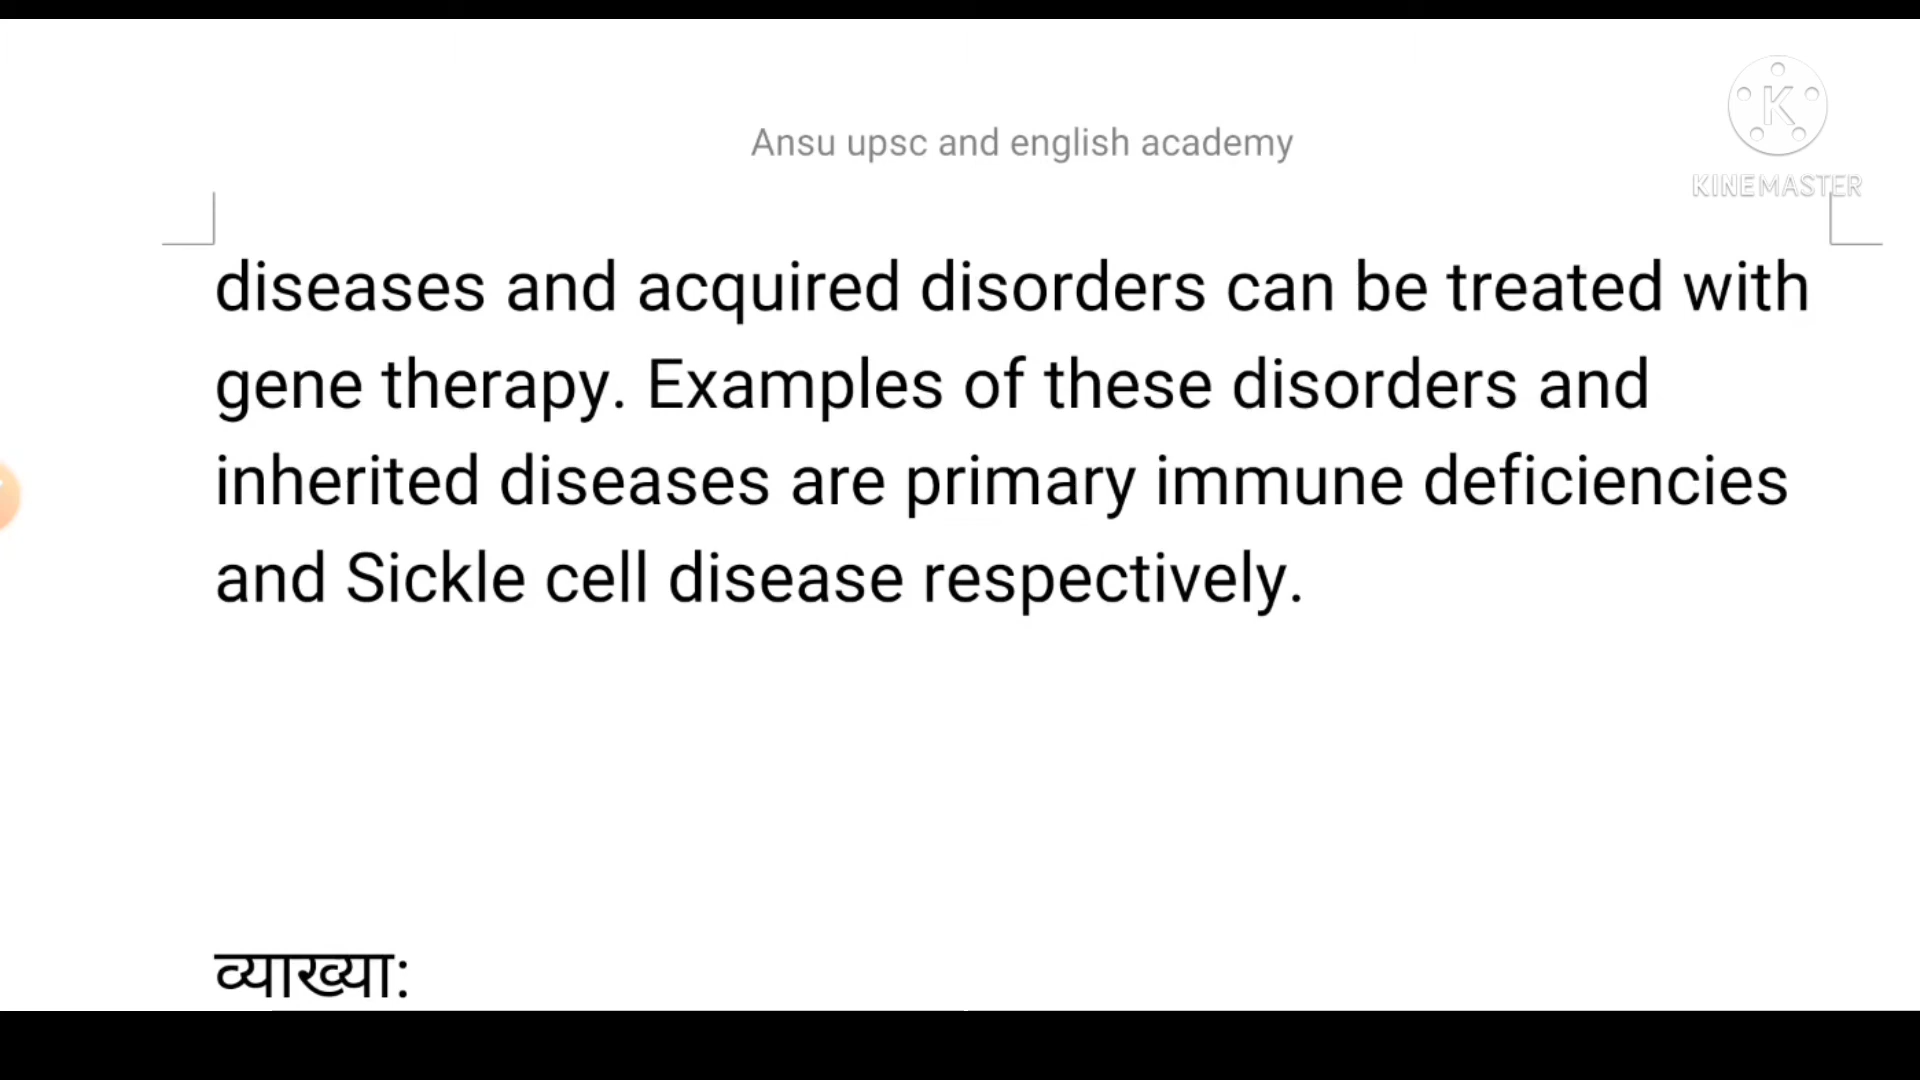 Ansu upsc and english academy
K
KINEMASTER
diseases and acquired disorders can be treated with
gene therapy. Examples of these disorders and
inherited diseases are primary immune deficiencies
and Sickle cell disease respectively.
व्याख्या: